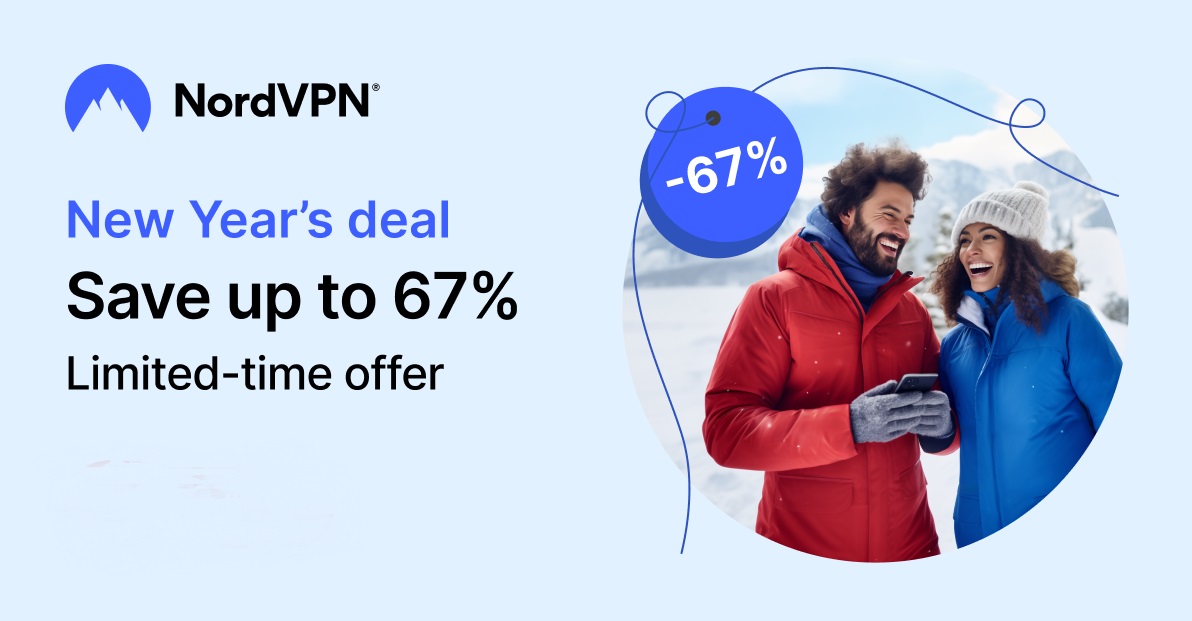 NordVPN®
New Year’s deal
Save up to 67%
Limited-time offer
-67%